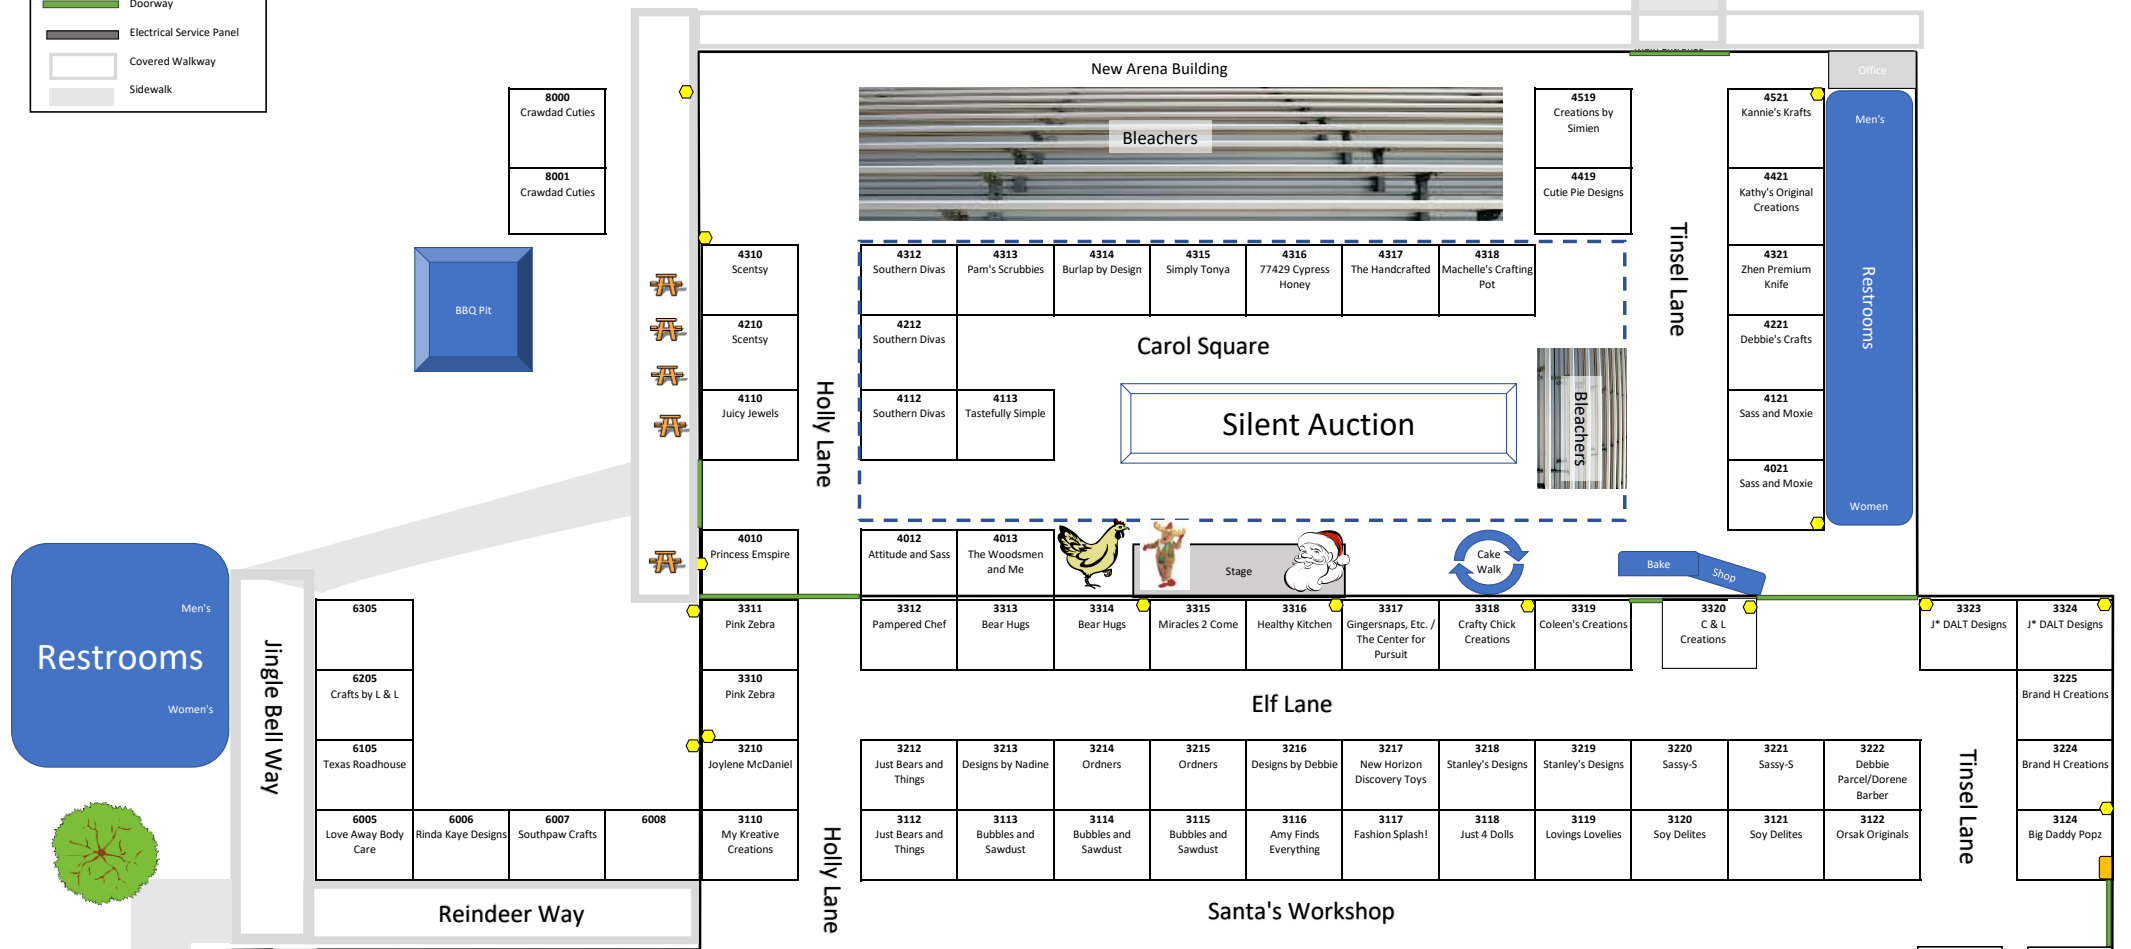 Doorway
Electrical Service Panel
Covered Walkway
Sidewalk
New Arena Building
Office
8000
Crawdad Cuties
8001
Crawdad Cuties
Bleachers
4519
Creations by
Simien
4419
Cutie Pie Designs
4521
Kannie's Krafts
4421
Kathy's Original
Creations
4321
Zhen Premium
Knife
4221
Debbie's Crafts
4121
Sass and Moxie
4021
Sass and Moxie
Men's
Restrooms
Women
Tinsel Lane
BBQ Pit
4310
Scentsy
4210
Scentsy
4110
Juicy Jewels
Holly Lane
4312
Southern Divas
4313
Pam's Scrubbies
4314
Burlap by Design
4315
Simply Tonya
4316
77429 Cypress
Honey
4317
The Handcrafted
4318
Machelle's Crafting
Pot
4212
Southern Divas
Carol Square
4112
Southern Divas
4113
Tastefully Simple
Silent Auction
Bleachers
4010
Princess Emspire
4012
Attitude and Sass
4013
The Woodsmen
and Me
Stage
Cake
Walk
Bake
Shop
Men's
Restrooms
Women's
Jingle Bell Way
6305
6205
Crafts by L & L
6105
Texas Roadhouse
6005
Love Away Body
Care
6006
Rinda Kaye Designs
6007
Southpaw Crafts
6008
3311
Pink Zebra
3310
Pink Zebra
3210
Joylene McDaniel
3110
My Kreative
Creations
3312
Pampered Chef
3313
Bear Hugs
3314
Bear Hugs
3315
Miracles 2 Come
3316
Healthy Kitchen
3317
Gingersnaps, Etc. /
The Center for
Pursuit
3318
Crafty Chick
Creations
3319
Coleen's Creations
3320
C & L
Creations
3323
J* DALT Designs
3324
J* DALT Designs
Elf Lane
3225
Brand H Creations
3212
Just Bears and
Things
3213
Designs by Nadine
3214
Ordners
3215
Ordners
3216
Designs by Debbie
3217
New Horizon
Discovery Toys
3218
Stanley's Designs
3219
Stanley's Designs
3220
Sassy-S
3221
Sassy-S
3222
Debbie
Parcel/Dorene
Barber
3224
Brand H Creations
Tinsel Lane
Holly Lane
3112
Just Bears and
Things
3113
Bubbles and
Sawdust
3114
Bubbles and
Sawdust
3115
Bubbles and
Sawdust
3116
Amy Finds
Everything
3117
Fashion Splash!
3118
Just 4 Dolls
3119
Lovings Lovelies
3120
Soy Delites
3121
Soy Delites
3122
Orsak Originals
3124
Big Daddy Popz
Reindeer Way
Santa's Workshop